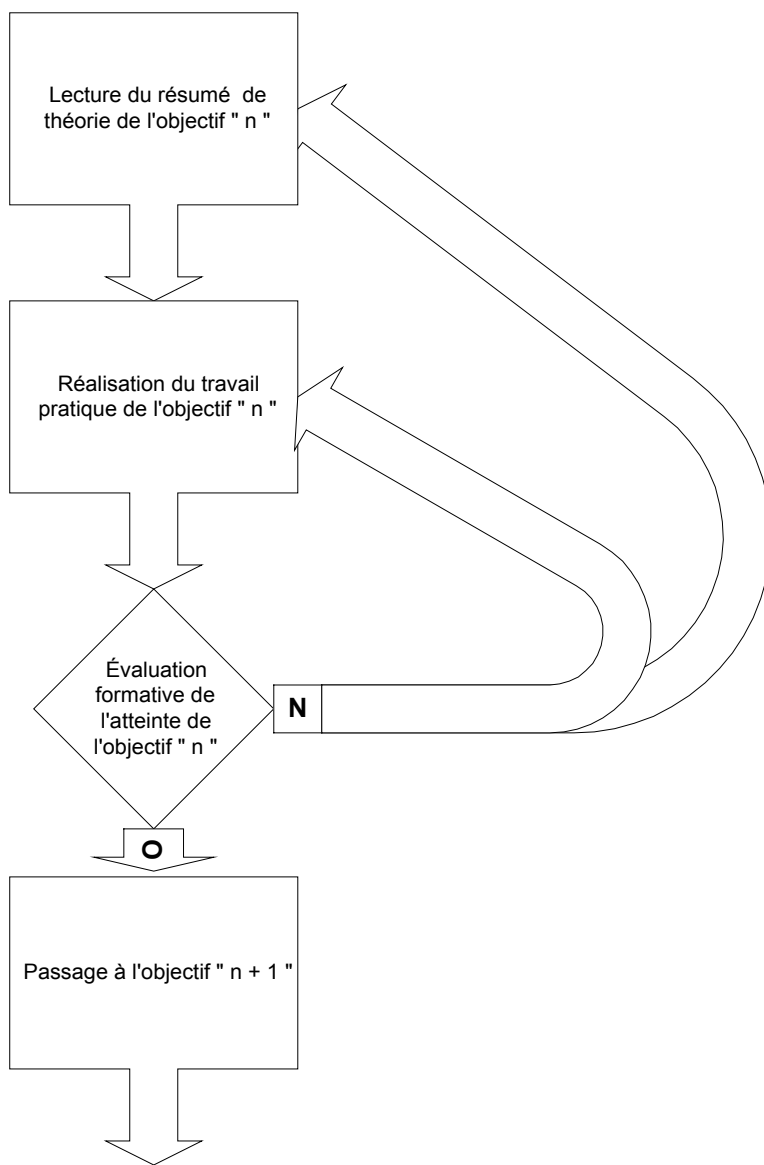 Lecture du résumé de
théorie de l'objectif " n "
Réalisation du travail
pratique de l'objectif " n "
Évaluation
formative de
l'atteinte de
l'objectif " n "
N
O
Passage à l'objectif " n + 1 "